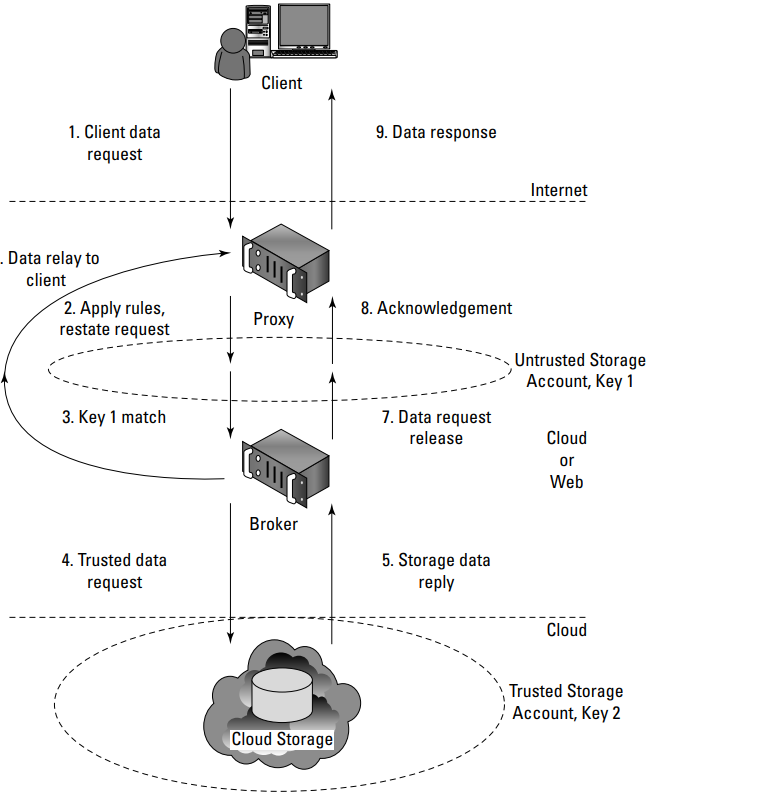 Client
1. Client data
request
9. Data response
Internet
. Data relay to
client
2. Apply rules,
restate request
Proxy
8. Acknowledgement
Untrusted Storage
Account, Key 1
3. Key 1 match
7. Data request
release
Cloud
or
Web
Broker
4. Trusted data
request
5. Storage data
reply
Cloud
Trusted Storage
Account, Key 2
Cloud Storage